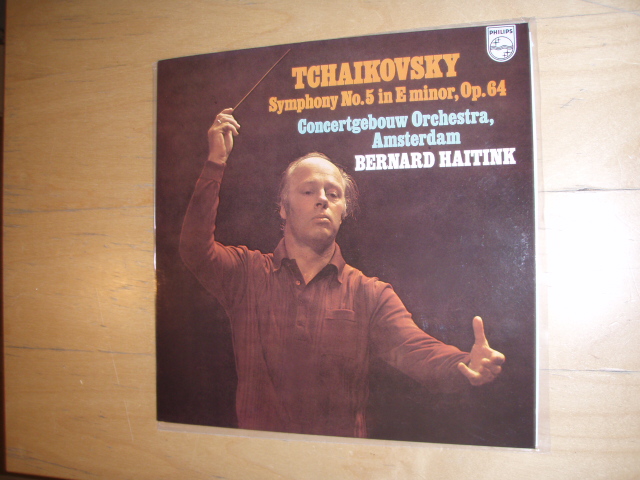 PHILIPS
TCHAIKOVSKY
Symphony No.5 in E minor, Op.64
Concertgebouw Orchestra,
Amsterdam
BERNARD HAITINK